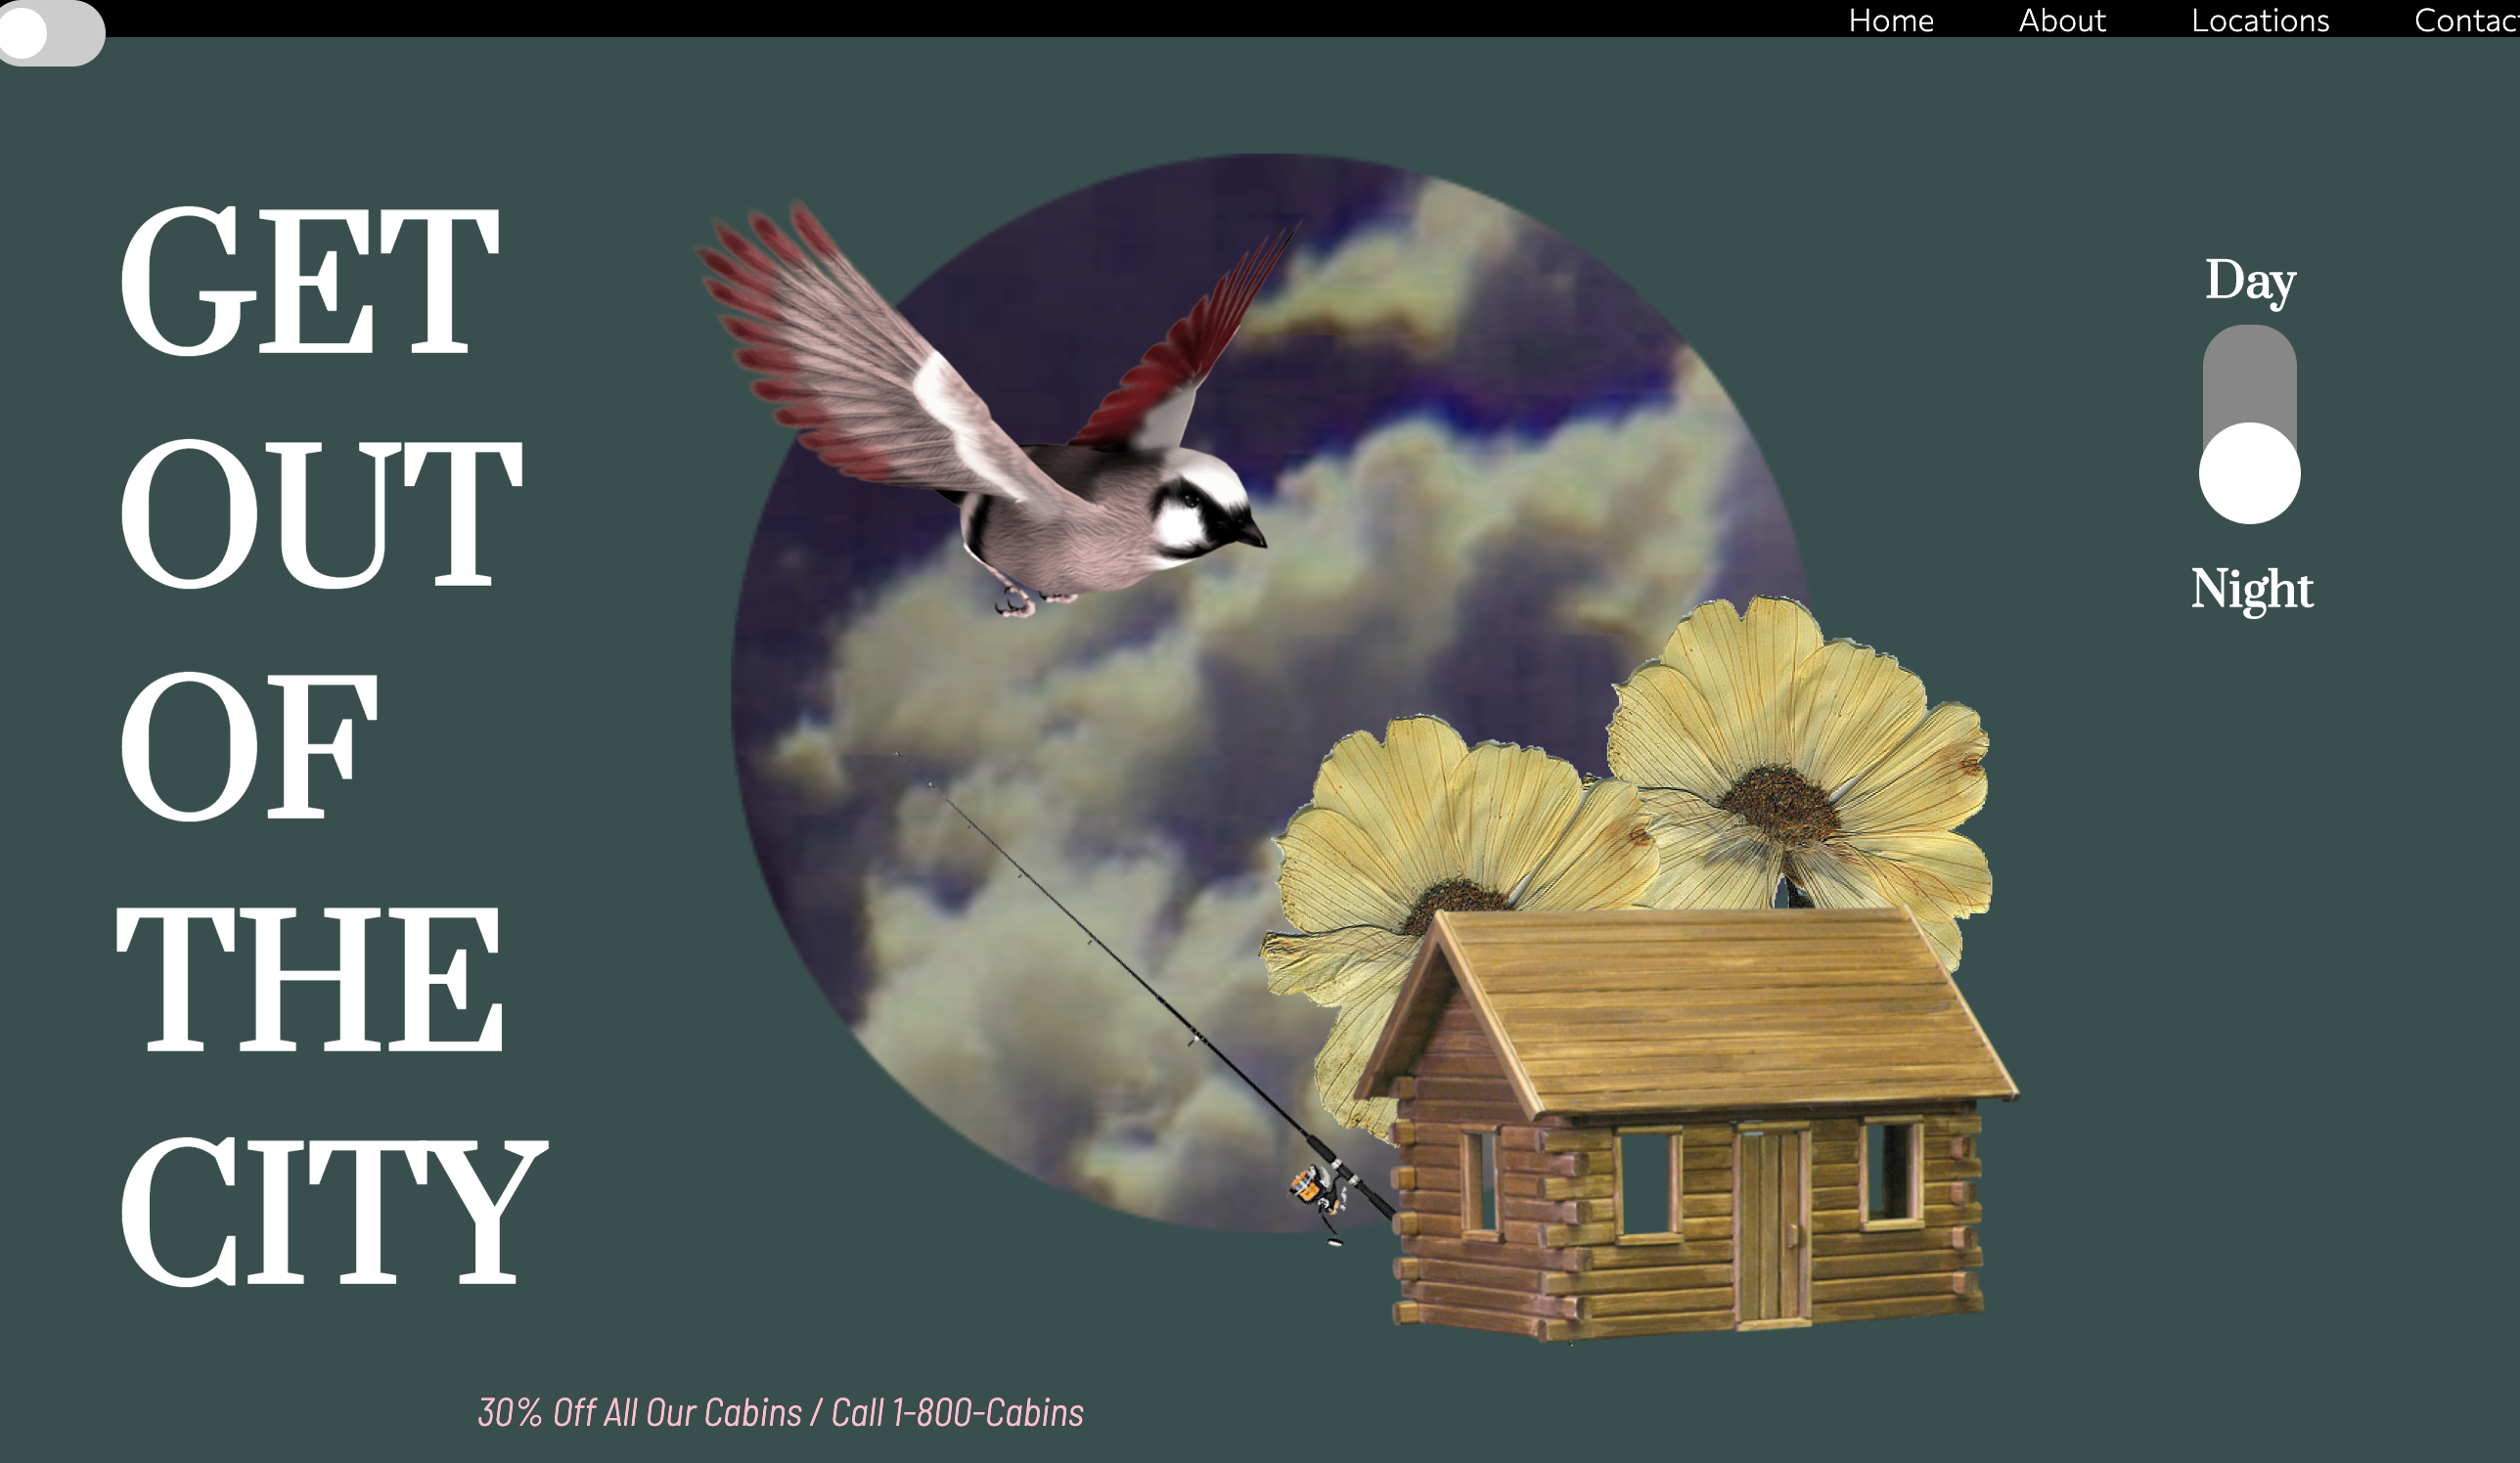 Home About Locations Contac
GET
OUT
OF
THE
CITY
Day
Night
30% Off All Our Cabins / Call 1-800-Cabins